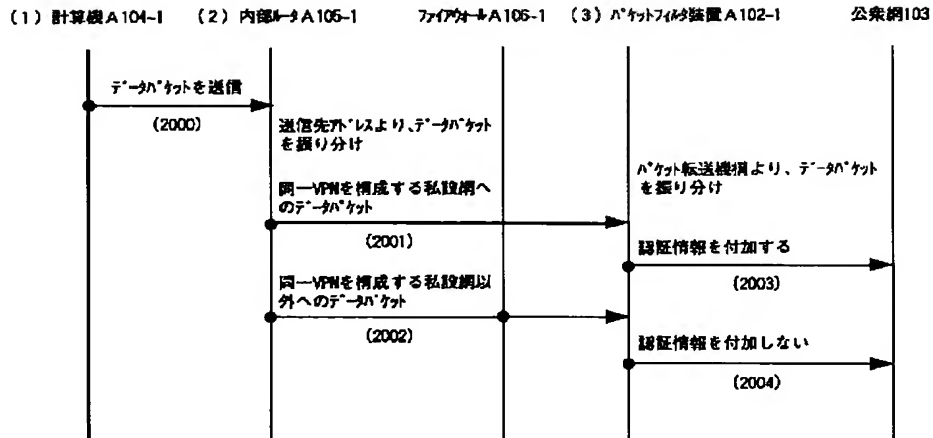 (1) 計算機A104-1 (2) 内部ルータA105-1 ファイアウォールA106-1 (3) パケットフィルタ装置A102-1 公衆網103
データパケットを送信
(2000)
送信先アドレスより、データパケット
を振り分け
パケット転送機構より、データパケット
を振り分け
同一VPNを構成する私設網へ
のデータパケット
(2001)
認証情報を付加する
(2003)
同一VPNを構成する私設網以
外へのデータパケット
(2002)
認証情報を付加しない
(2004)